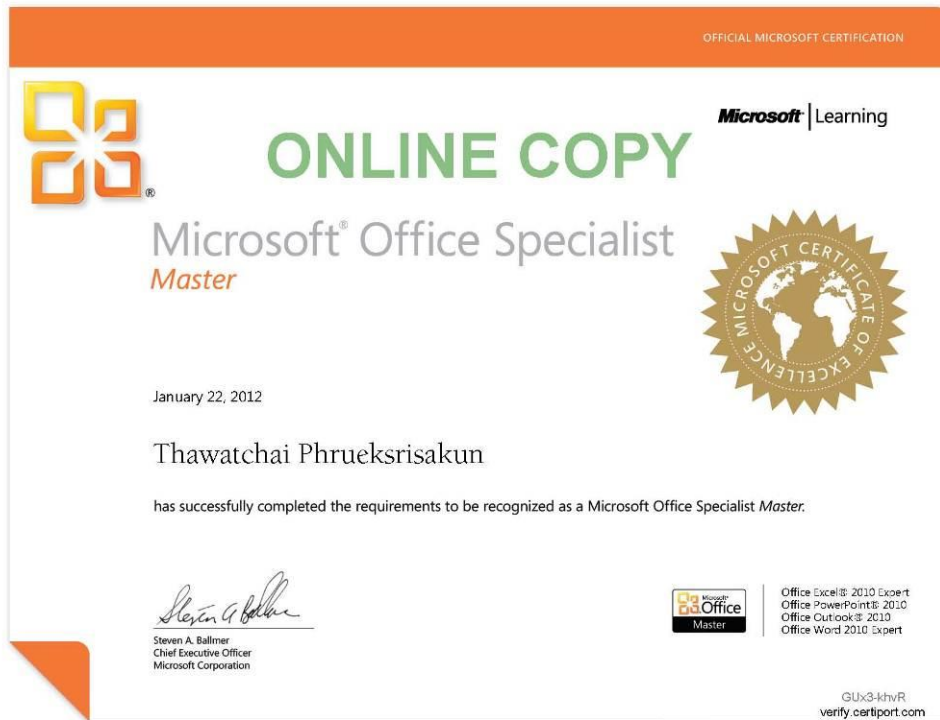 OFFICIAL MICROSOFT CERTIFICATION
Microsoft | Learning
ONLINE COPY
®
Microsoft® Office Specialist
Master
MICROSOFT CERTIFICATE OF EXCELLENCE
January 22, 2012
Thawatchai Phrueksrisakun
has successfully completed the requirements to be recognized as a Microsoft Office Specialist Master.
Steven A Ballmer
Steven A. Ballmer
Chief Executive Officer
Microsoft Corporation
Microsoft®
Office
Master
Office Excel® 2010 Expert
Office PowerPoint® 2010
Office Outlook® 2010
Office Word 2010 Expert
GUx3-khvR
verify.certiport.com